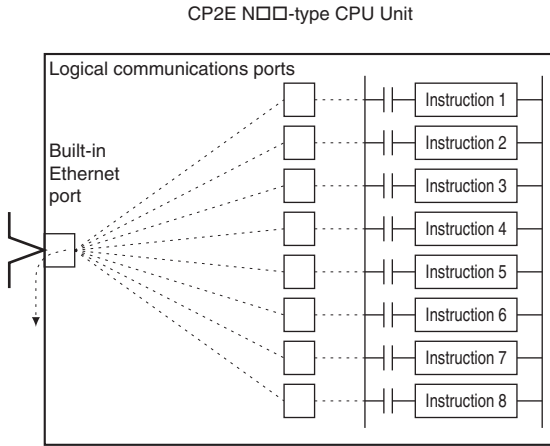 CP2E N□□-type CPU Unit
Logical communications ports
Built-in
Ethernet
port
Instruction 1
Instruction 2
Instruction 3
Instruction 4
Instruction 5
Instruction 6
Instruction 7
Instruction 8